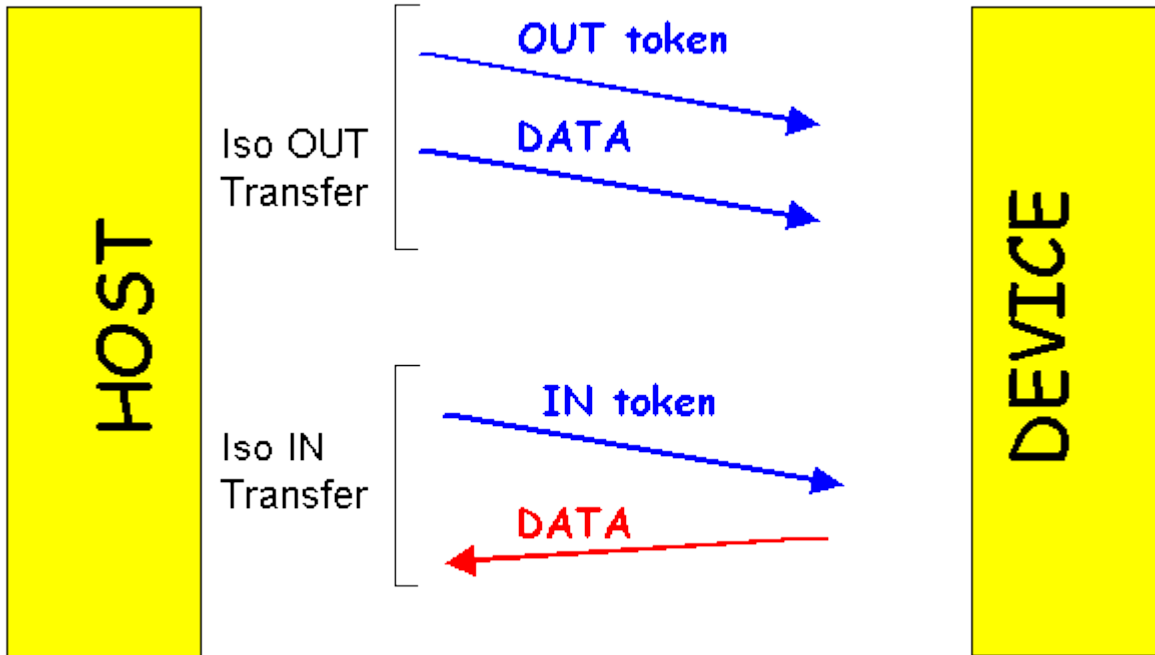 HOST
Iso OUT
Transfer
OUT token
DATA
Iso IN
Transfer
IN token
DATA
DEVICE